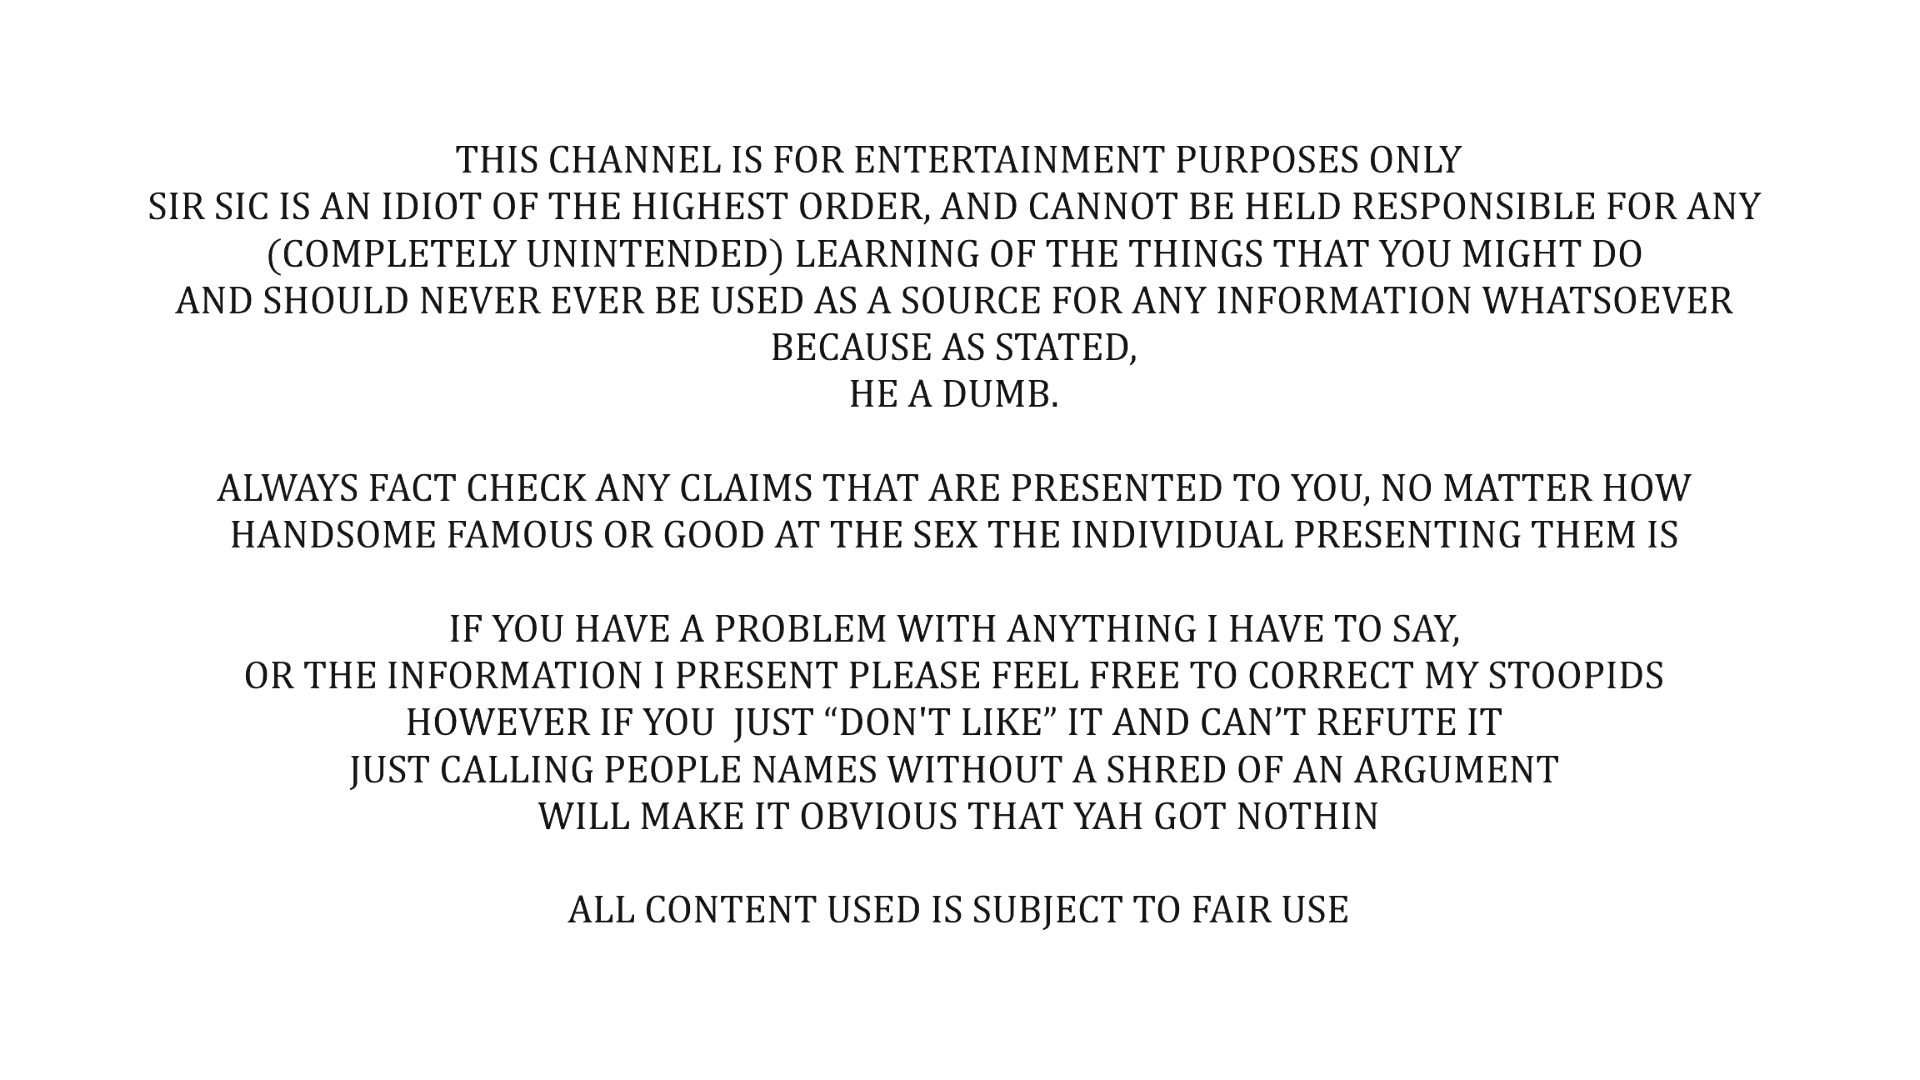 THIS CHANNEL IS FOR ENTERTAINMENT PURPOSES ONLY
SIR SIC IS AN IDIOT OF THE HIGHEST ORDER, AND CANNOT BE HELD RESPONSIBLE FOR ANY
(COMPLETELY UNINTENDED) LEARNING OF THE THINGS THAT YOU MIGHT DO
AND SHOULD NEVER EVER BE USED AS A SOURCE FOR ANY INFORMATION WHATSOEVER
BECAUSE AS STATED,
HE A DUMB.
ALWAYS FACT CHECK ANY CLAIMS THAT ARE PRESENTED TO YOU, NO MATTER HOW
HANDSOME FAMOUS OR GOOD AT THE SEX THE INDIVIDUAL PRESENTING THEM IS
IF YOU HAVE A PROBLEM WITH ANYTHING I HAVE TO SAY,
OR THE INFORMATION I PRESENT PLEASE FEEL FREE TO CORRECT MY STOOPIDS
HOWEVER IF YOU  JUST “DON'T LIKE” IT AND CAN’T REFUTE IT
JUST CALLING PEOPLE NAMES WITHOUT A SHRED OF AN ARGUMENT
WILL MAKE IT OBVIOUS THAT YAH GOT NOTHIN
ALL CONTENT USED IS SUBJECT TO FAIR USE